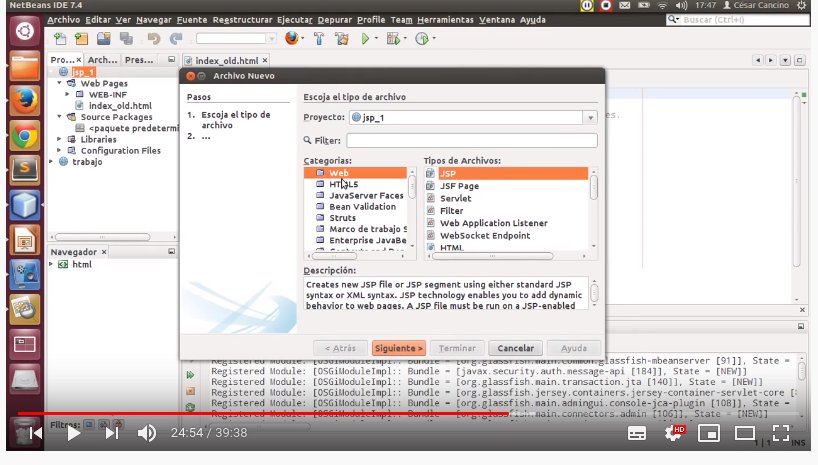 NetBeans IDE 7.4
17:47
César Cancino
Archivo Editar Ver Navegar Fuente Reestructurar Ejecutar Depurar Profile Team Herramientas Ventana Ayuda
Buscar (Ctrl+I)
Pro...× Arch... Pres...
index_old.html ×
jsp_1
Web Pages
WEB-INF
index_old.html
Source Packages
<paquete predetermi
Libraries
Configuration Files
trabajo
Navegador ×
html
Archivo Nuevo
Pasos
1. Escoja el tipo de
archivo
2. ...
Escoja el tipo de archivo
Proyecto: jsp_1
Filter:
Categorías:
Web
HTML5
JavaServer Faces
Bean Validation
Struts
Marco de trabajo S
Enterprise JavaBe
Tipos de Archivos:
JSP
JSF Page
Servlet
Filter
Web Application Listener
WebSocket Endpoint
HTML
Descripción:
Creates new JSP file or JSP segment using either standard JSP
syntax or XML syntax. JSP technology enables you to add dynamic
behavior to web pages. A JSP file must be run on a JSP-enabled
< Atrás Siguiente > Terminar Cancelar Ayuda
es.
Registered Module: [OSGiModuleImpl:: Bundle = [org.glassfish.main.common.glassfish-mbeanserver [91]], State =
Registered Module: [OSGiModuleImpl:: Bundle = [javax.security.auth.message-api [184]], State = [NEW]]
Registered Module: [OSGiModuleImpl:: Bundle = [org.glassfish.main.transaction.jta [140]], State = [NEW]]
Registered Module: [OSGiModuleImpl:: Bundle = [org.glassfish.jersey.containers.jersey-container-servlet-core [
Registered Module: [OSGiModuleImpl:: Bundle = [org.glassfish.main.admingui.console-jca-plugin [108]], State =
Registered Module: [OSGiModuleImpl:: Bundle = [org.glassfish.main.connectors.admin [106]], State = [NEW]]
Filtros:
24:54 / 39:38
HD
INS